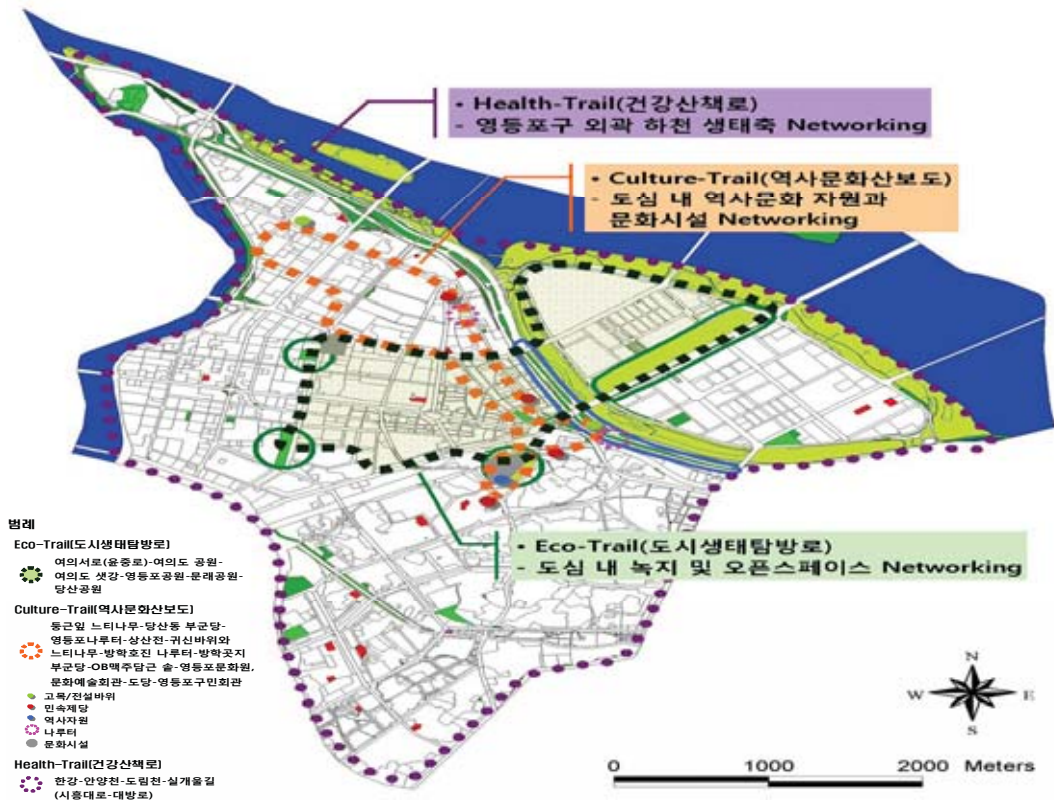 • Health-Trail(건강산책로)
- 영등포구 외곽 하천 생태축 Networking
• Culture-Trail(역사문화산보도)
- 도심 내 역사문화 자원과
문화시설 Networking
• Eco-Trail(도시생태탐방로)
- 도심 내 녹지 및 오픈스페이스 Networking
범례
Eco-Trail(도시생태탐방로)
여의서로(윤중로)-여의도 공원-
여의도 샛강-영등포공원-문래공원-
당산공원
Culture-Trail(역사문화산보도)
둥근잎 느티나무-당산동 부군당-
영등포나루터-상산전-귀신바위와
느티나무-방학호진 나루터-방학곳지
부군당-OB맥주담근 솥-영등포문화원,
문화예술회관-도당-영등포구민회관
고목/전설바위
민속제당
역사자원
나루터
문화시설
Health-Trail(건강산책로)
한강-안양천-도림천-실개울길
(시흥대로-대방로)
N
W E
S
0 1000 2000 Meters